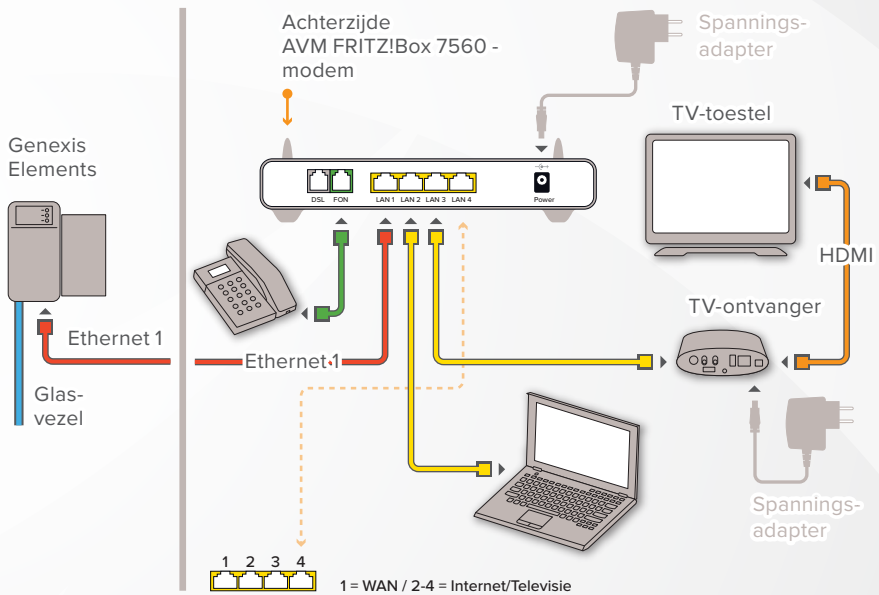 Achterzijde
AVM FRITZ!Box 7560 -
modem
Spannings-
adapter
TV-toestel
Genexis
Elements
DSL FON LAN 1 LAN 2 LAN 3 LAN 4 Power
HDMI
TV-ontvanger
Ethernet 1
Ethernet 1
Glas-
vezel
Spannings-
adapter
1 2 3 4
1 = WAN / 2-4 = Internet/Televisie